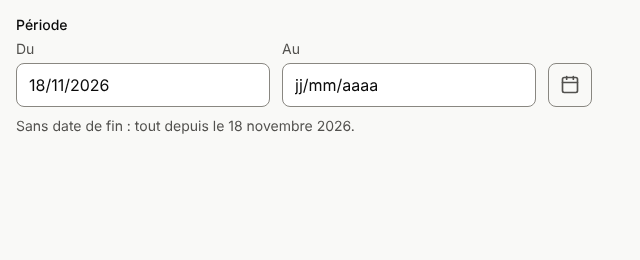 Période
Du
Au
18/11/2026
jj/mm/aaaa
Sans date de fin : tout depuis le 18 novembre 2026.